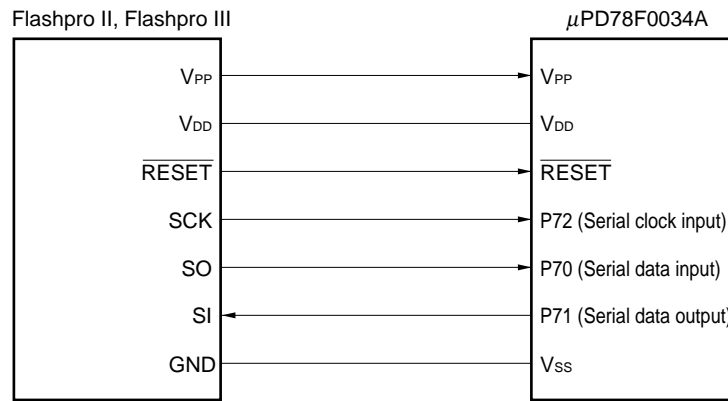 Flashpro II, Flashpro III μPD78F0034A
VPP VPP
VDD VDD
RESET RESET
SCK P72 (Serial clock input)
SO P70 (Serial data input)
SI P71 (Serial data output)
GND VSS